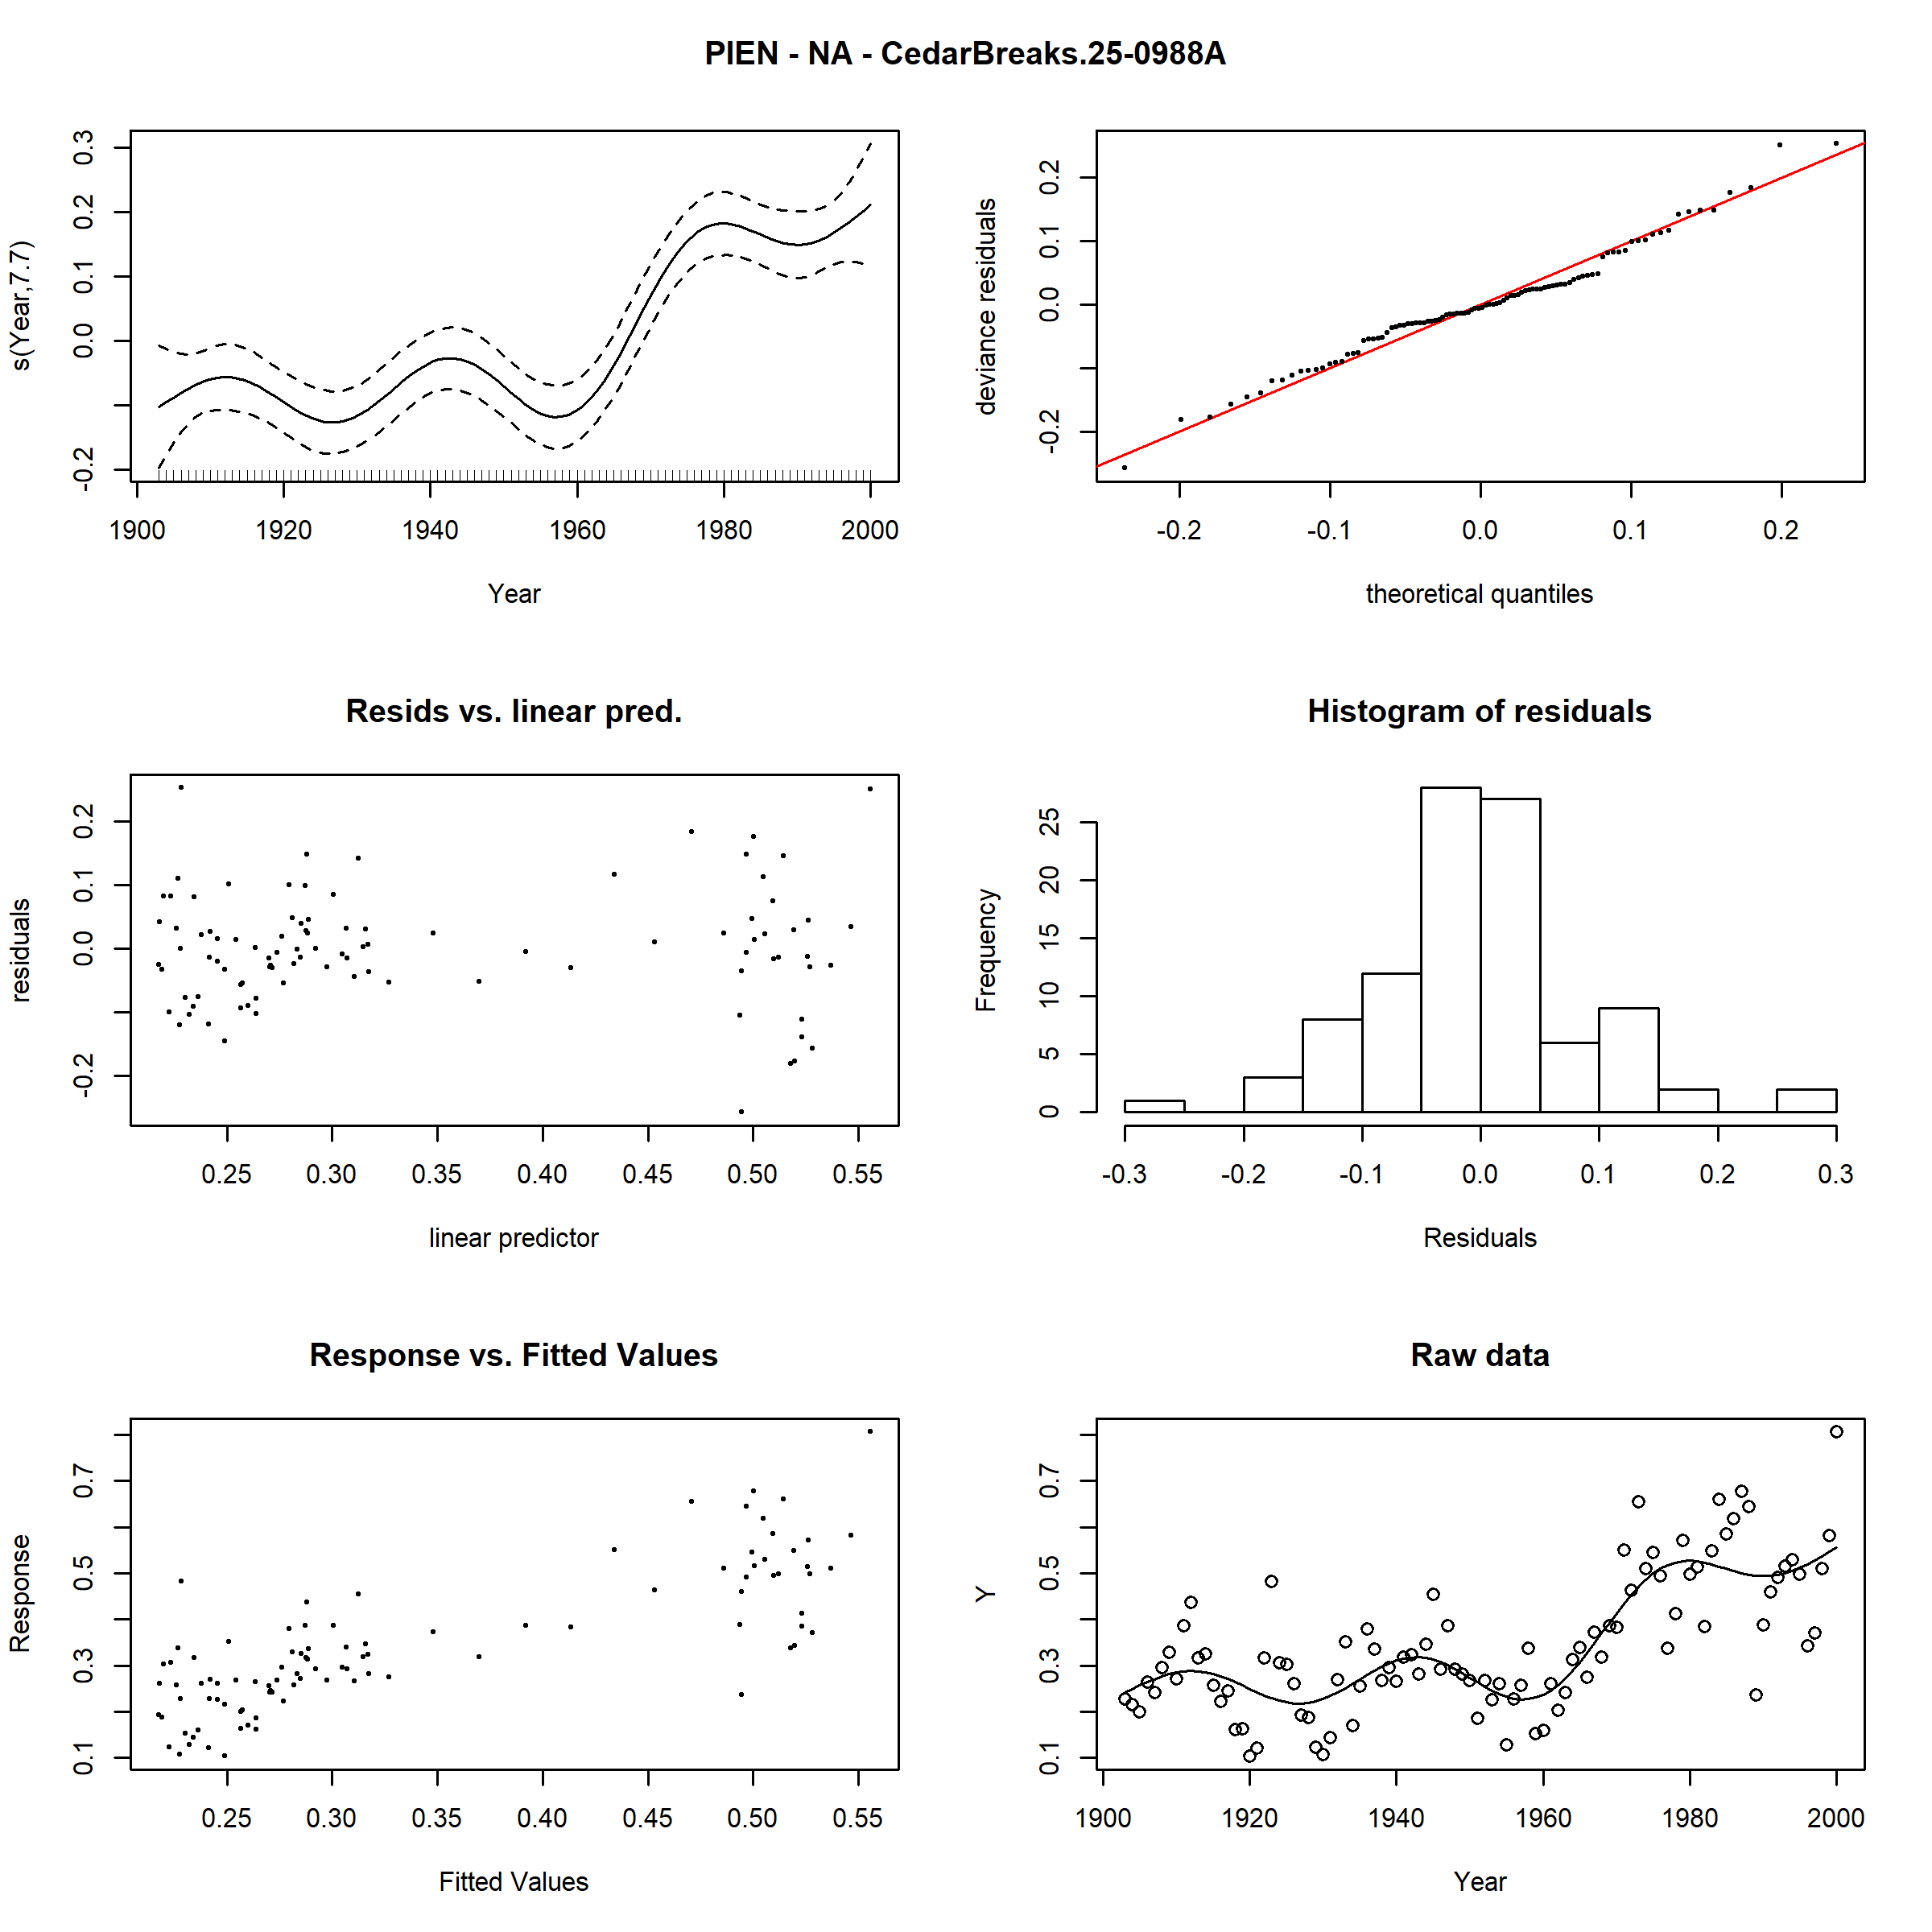 PIEN - NA - CedarBreaks.25-0988A
s(Year,7.7)
-0.2 0.0 0.1 0.2 0.3
1900 1920 1940 1960 1980 2000
Year
deviance residuals
-0.2 0.0 0.1 0.2
-0.2 -0.1 0.0 0.1 0.2
theoretical quantiles
Resids vs. linear pred.
residuals
-0.2 0.0 0.1 0.2
0.25 0.30 0.35 0.40 0.45 0.50 0.55
linear predictor
Histogram of residuals
Frequency
0 5 10 15 20 25
-0.3 -0.2 -0.1 0.0 0.1 0.2 0.3
Residuals
Response vs. Fitted Values
Response
0.1 0.3 0.5 0.7
0.25 0.30 0.35 0.40 0.45 0.50 0.55
Fitted Values
Raw data
Y
0.1 0.3 0.5 0.7
1900 1920 1940 1960 1980 2000
Year